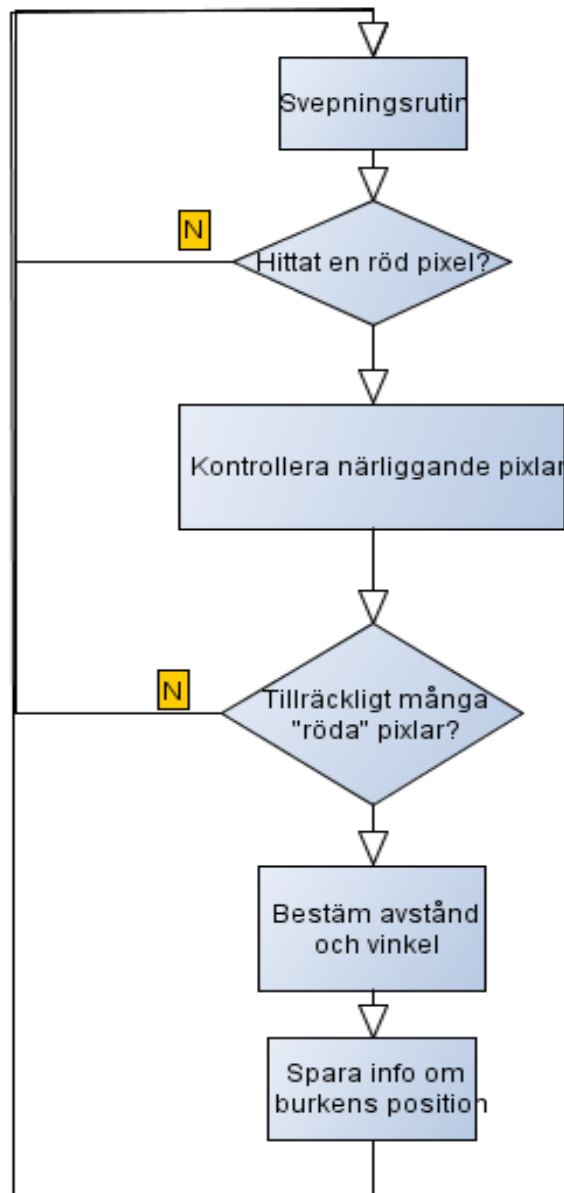 Svepningsrutin
N
Hittat en röd pixel?
Kontrollera närliggande pixlar
N
Tillräckligt många
"röda" pixlar?
Bestäm avstånd
och vinkel
Spara info om
burkens position